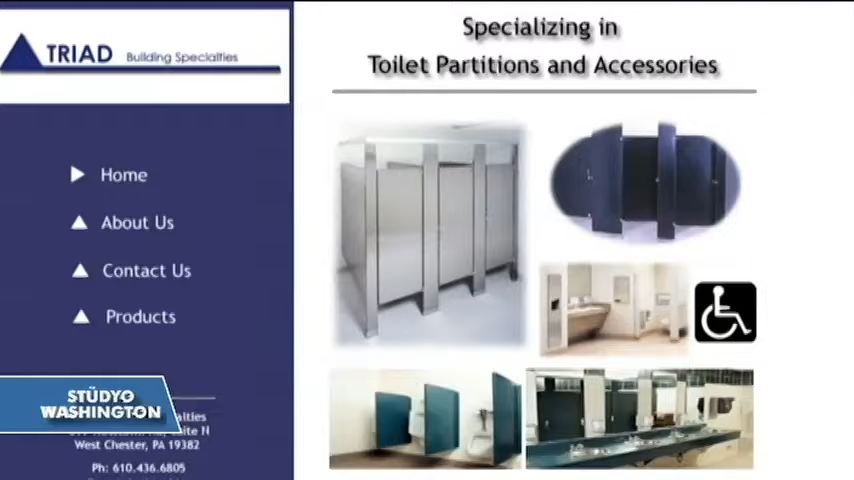 TRIAD Building Specialties
Home
About Us
Contact Us
Products
Specializing in
Toilet Partitions and Accessories
STÜDYO
WASHINGTON
West Chester, PA 19382
Ph: 610.436.6805